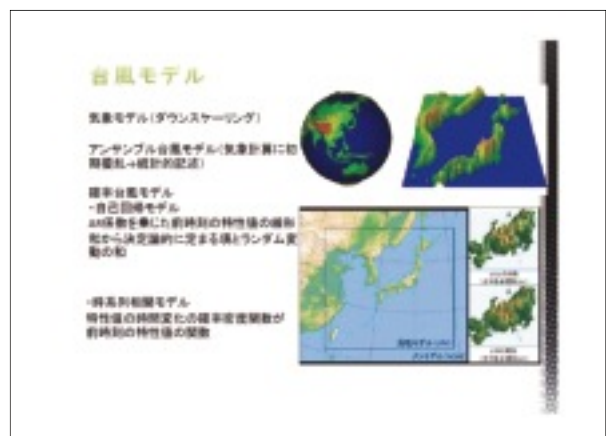 台風モデル
気象モデル(ダウンスケーリング)
アンサンブル台風モデル(気象計算に初
期擾乱→統計的記述)
確率台風モデル
-自己回帰モデル
AR係数を乗じた前時刻の特性値の線形
和から決定論的に定まる項とランダム変
動の和
-時系列相関モデル
特性値の時間変化の確率密度関数が
前時刻の特性値の関数